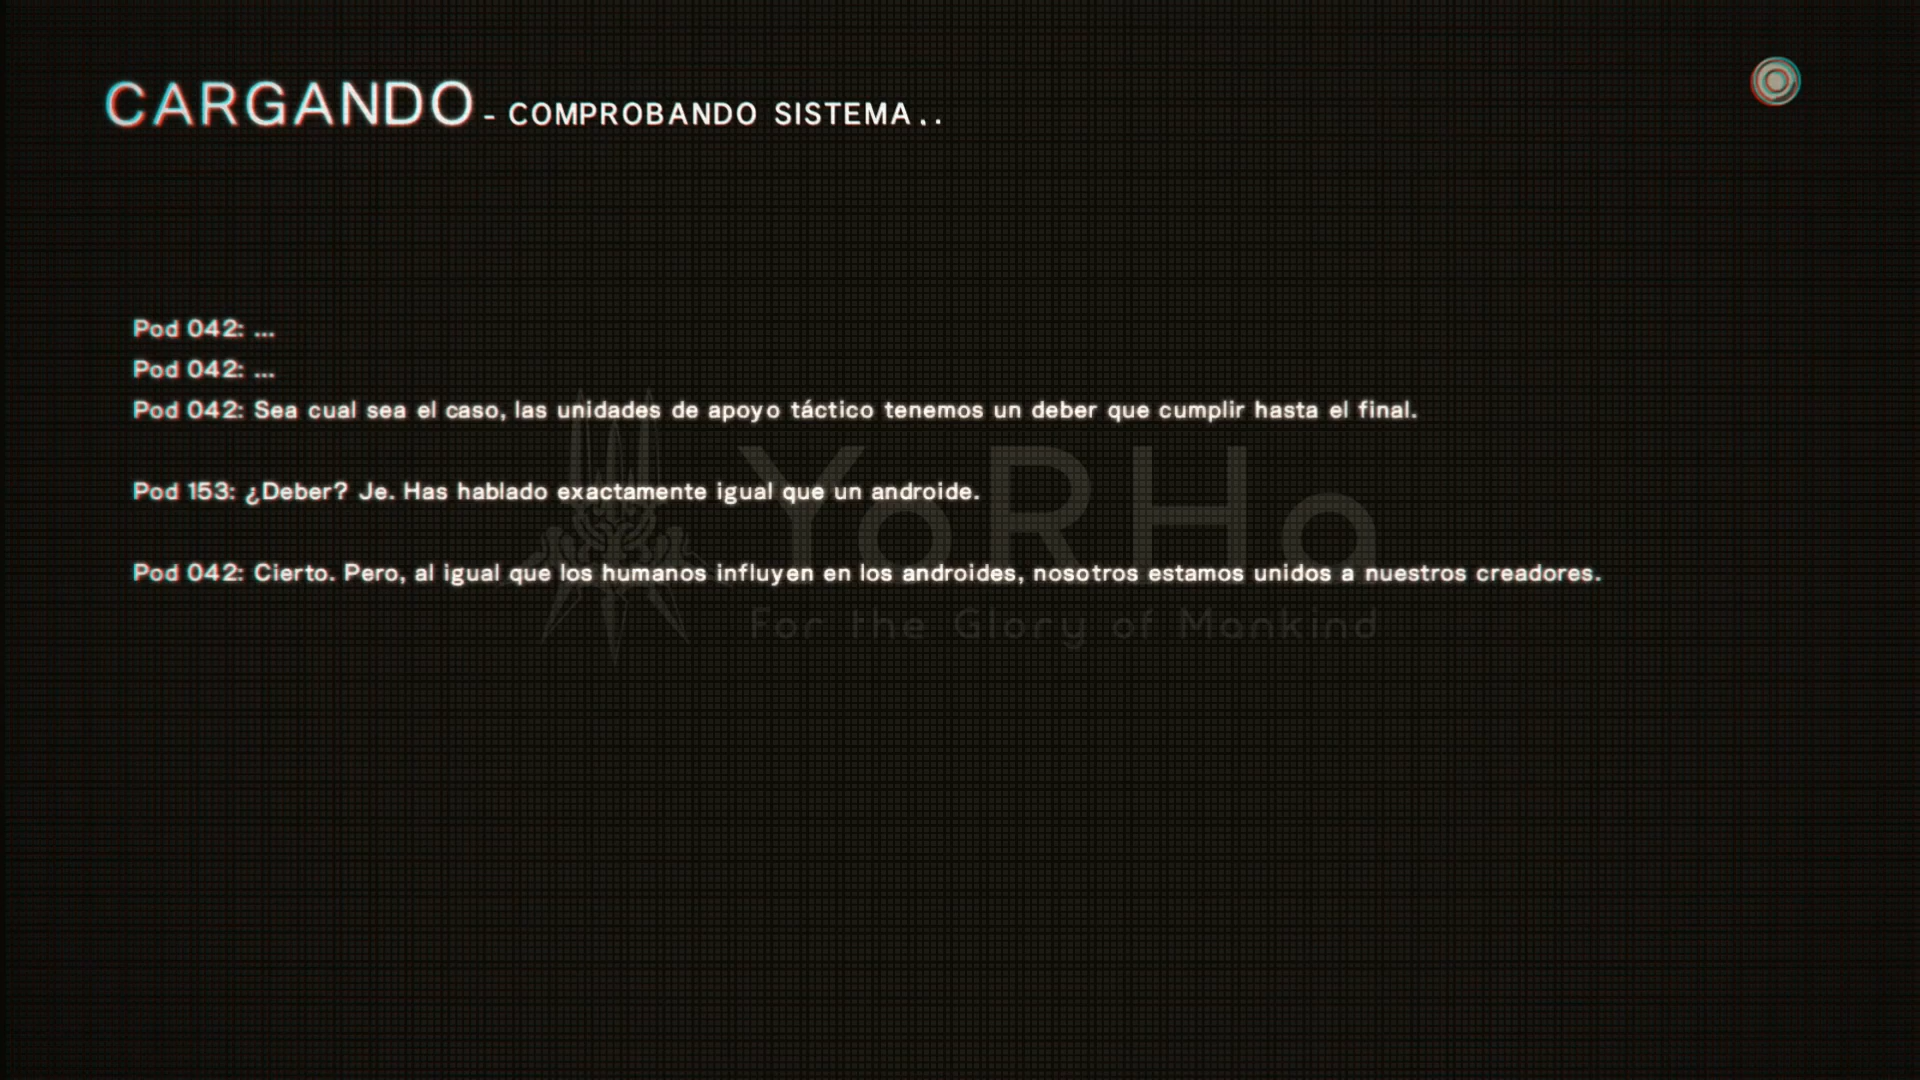 CARGANDO - COMPROBANDO SISTEMA..
Pod 042: ...
Pod 042: ...
Pod 042: Sea cual sea el caso, las unidades de apoyo táctico tenemos un deber que cumplir hasta el final.
Pod 153: ¿Deber? Je. Has hablado exactamente igual que un androide.
Pod 042: Cierto. Pero, al igual que los humanos influyen en los androides, nosotros estamos unidos a nuestros creadores.
YoRHa
For the Glory of Mankind